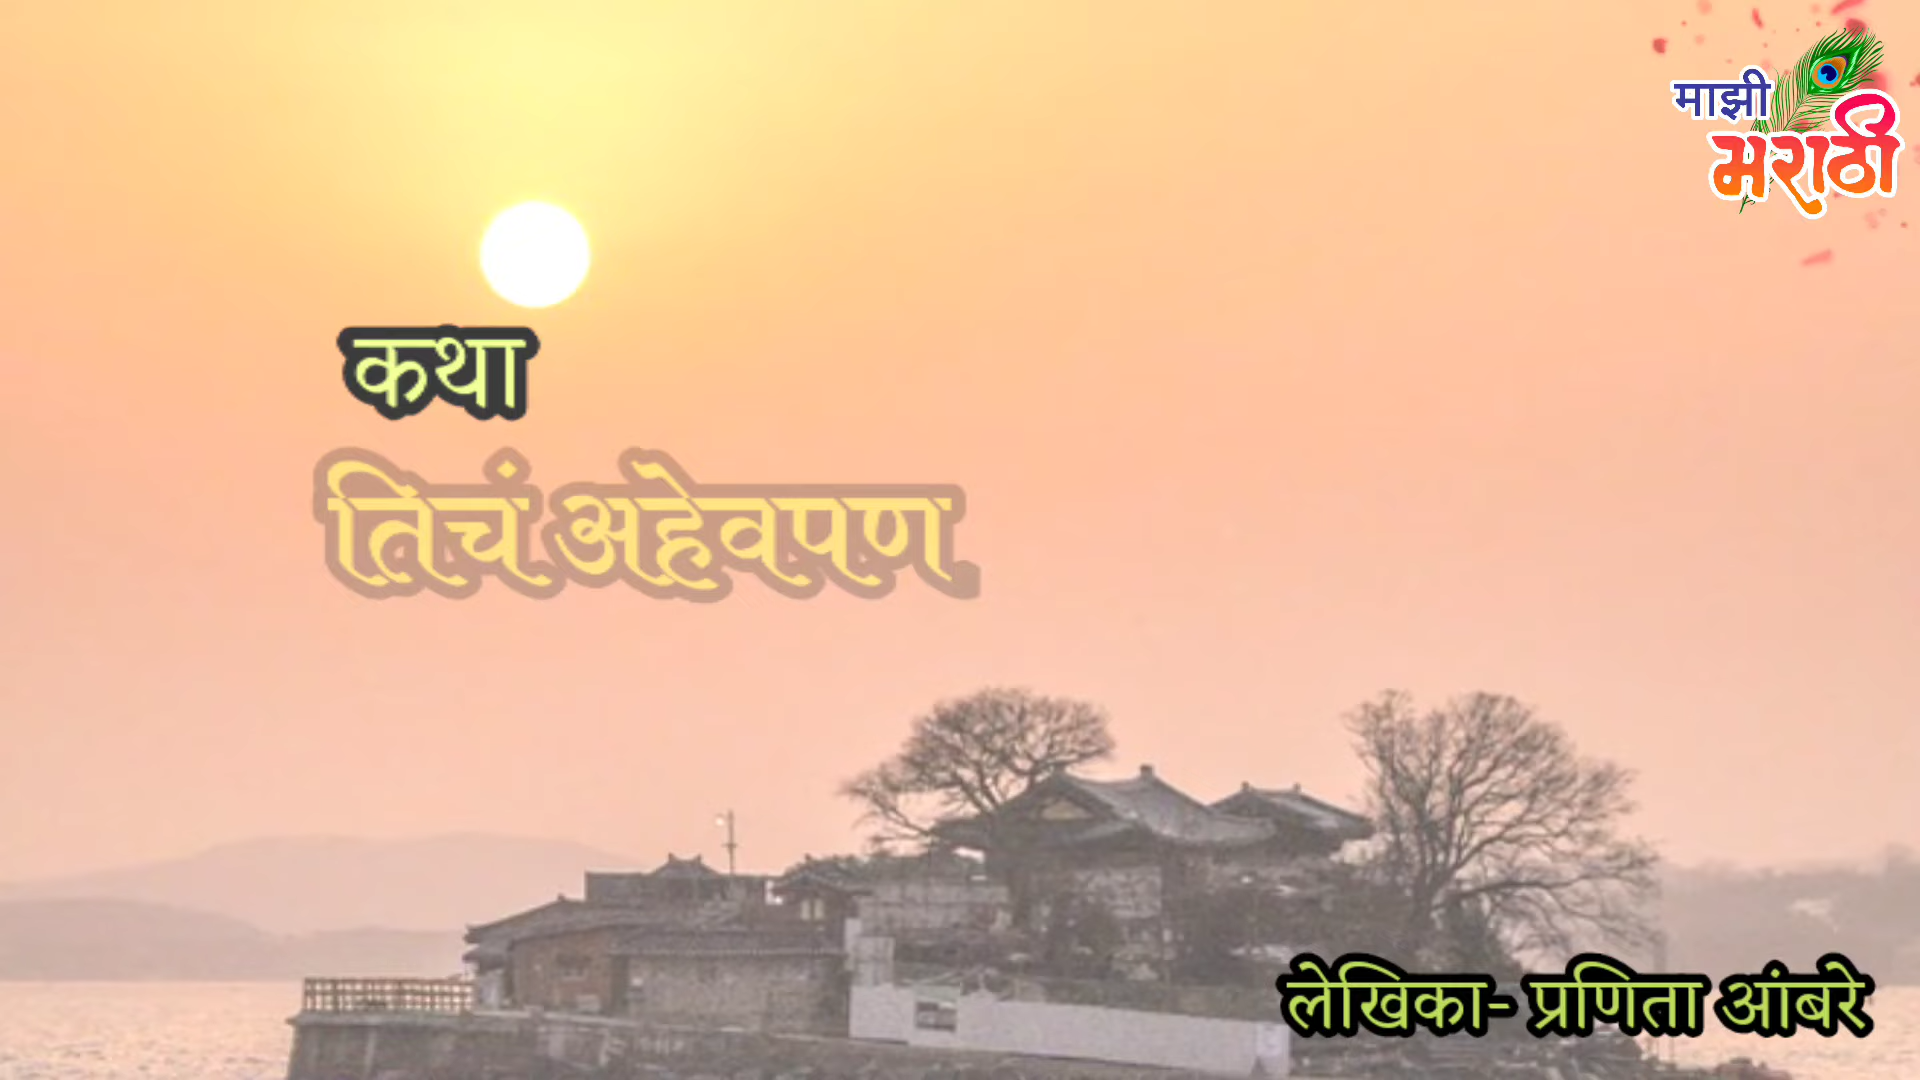 माझी
मराठी
कथा
तिचं अहेवपण
लेखिका- प्रणिता आंबरे